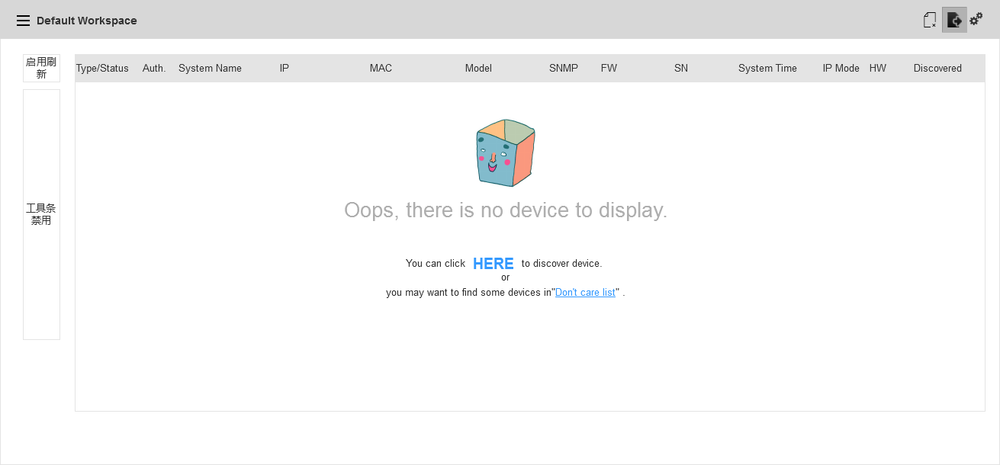 Default Workspace
启用刷
新
Type/Status Auth. System Name IP MAC Model SNMP FW SN System Time IP Mode HW Discovered
工具条
禁用
Oops, there is no device to display.
You can click HERE to discover device.
or
you may want to find some devices in"Don't care list" .